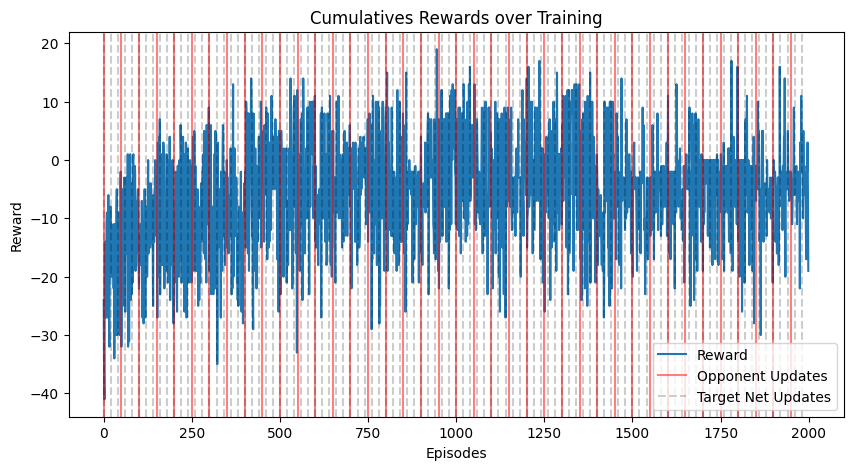 Cumulatives Rewards over Training
20
10
0
−10
−20
−30
−40
Reward
0
250
500
750
1000
1250
1500
1750
2000
Episodes
Reward
Opponent Updates
Target Net Updates